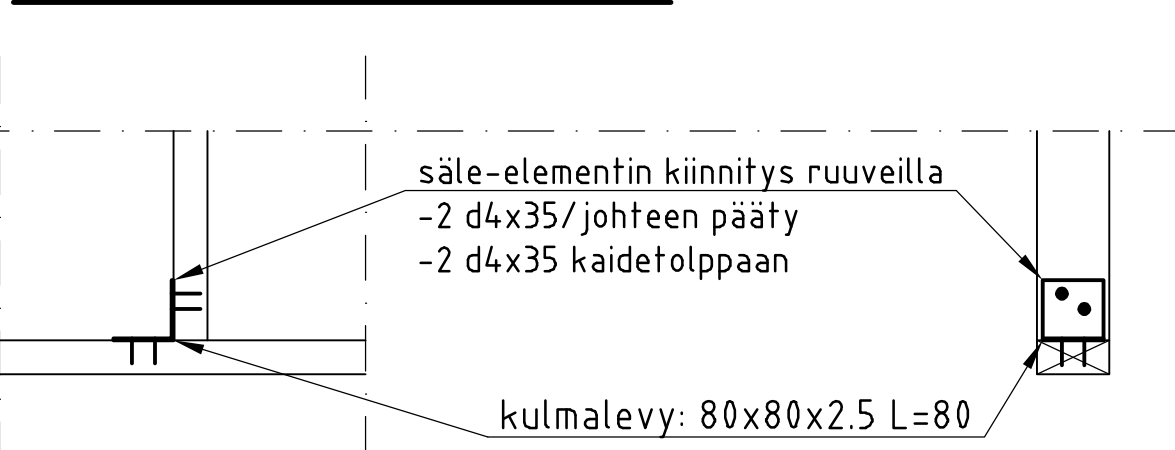 säle-elementin kiinnitys ruuveilla
-2 d4x35/johteen pääty
-2 d4x35 kaidetolppaan
kulmalevy: 80x80x2.5 L=80